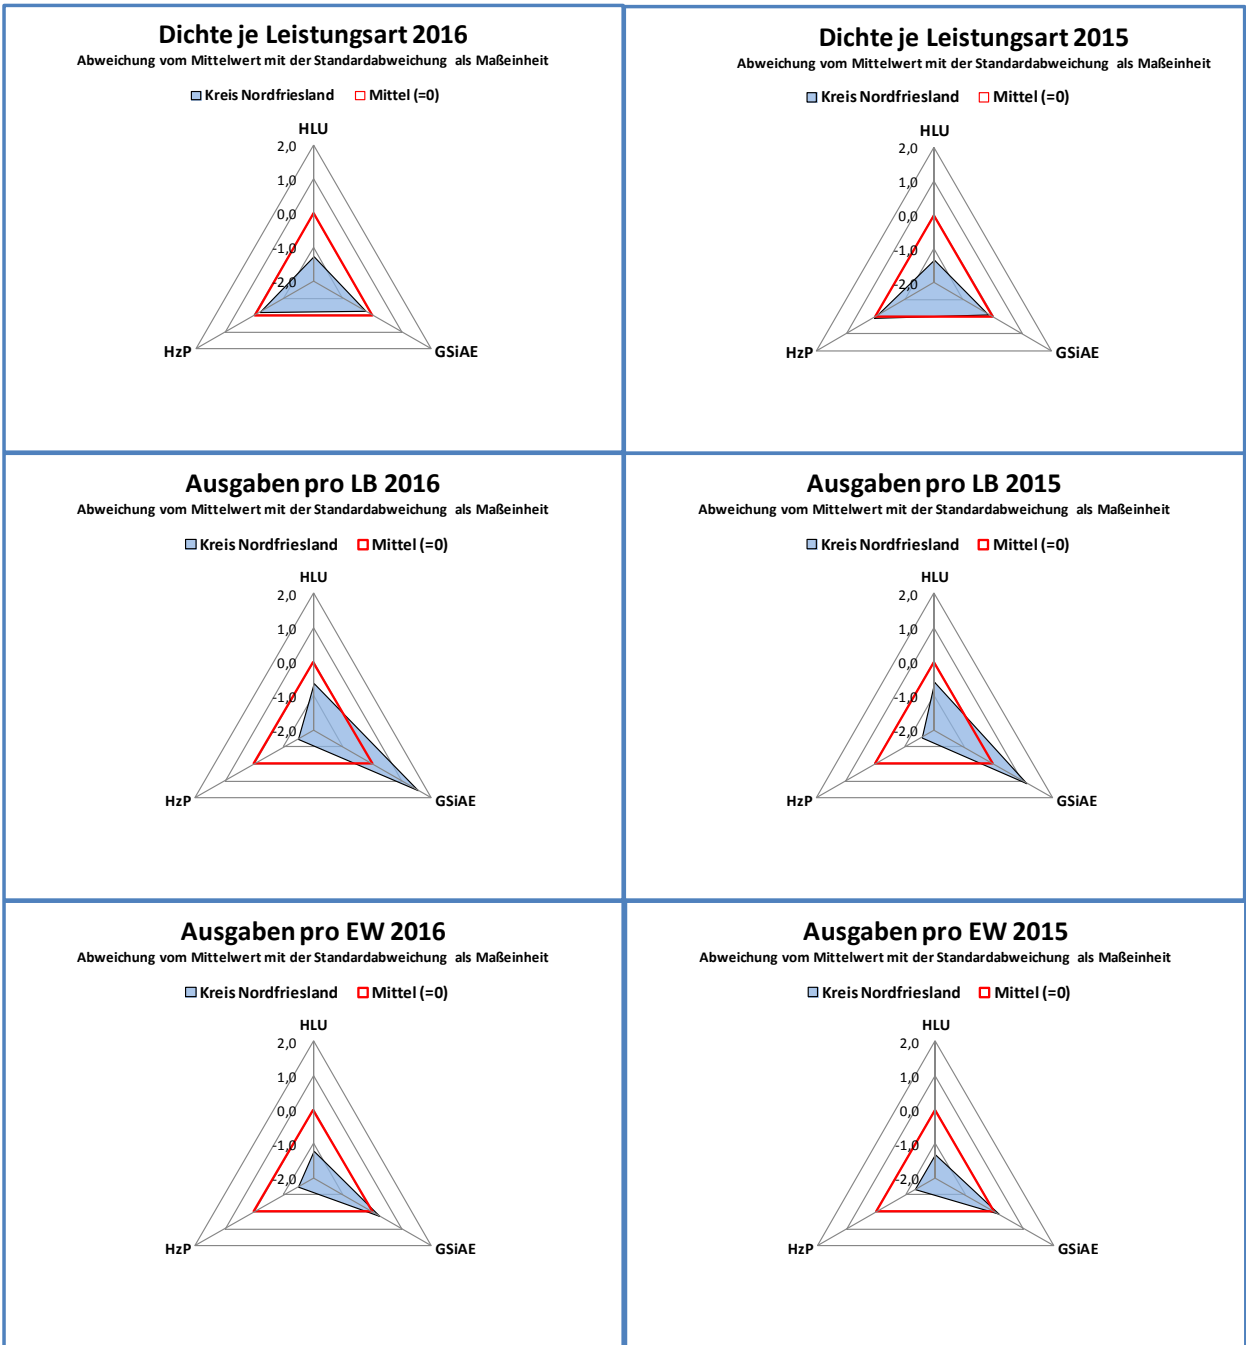 Dichte je Leistungsart 2016
Abweichung vom Mittelwert mit der Standardabweichung als Maßeinheit
Kreis Nordfriesland Mittel (=0)
HLU
2,0
1,0
0,0
-1,0
-2,0
HzP
GSiAE
Dichte je Leistungsart 2015
Abweichung vom Mittelwert mit der Standardabweichung als Maßeinheit
Kreis Nordfriesland Mittel (=0)
HLU
2,0
1,0
0,0
-1,0
-2,0
HzP
GSiAE
Ausgaben pro LB 2016
Abweichung vom Mittelwert mit der Standardabweichung als Maßeinheit
Kreis Nordfriesland Mittel (=0)
HLU
2,0
1,0
0,0
-1,0
-2,0
HzP
GSiAE
Ausgaben pro LB 2015
Abweichung vom Mittelwert mit der Standardabweichung als Maßeinheit
Kreis Nordfriesland Mittel (=0)
HLU
2,0
1,0
0,0
-1,0
-2,0
HzP
GSiAE
Ausgaben pro EW 2016
Abweichung vom Mittelwert mit der Standardabweichung als Maßeinheit
Kreis Nordfriesland Mittel (=0)
HLU
2,0
1,0
0,0
-1,0
-2,0
HzP
GSiAE
Ausgaben pro EW 2015
Abweichung vom Mittelwert mit der Standardabweichung als Maßeinheit
Kreis Nordfriesland Mittel (=0)
HLU
2,0
1,0
0,0
-1,0
-2,0
HzP
GSiAE